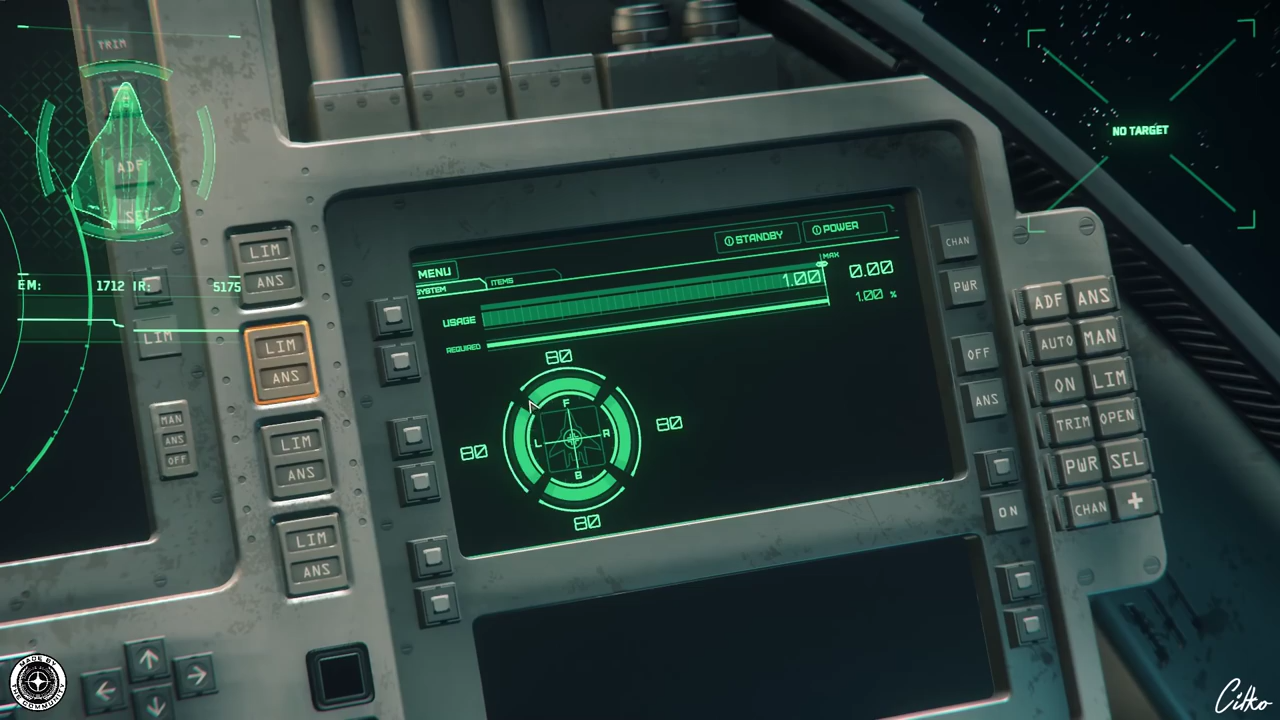 TRIM
ADF
SEL
EM: 1712 IR: 5175
LIM
MAN
ANS
OFF
LIM
ANS
LIM
ANS
LIM
ANS
LIM
ANS
MENU
SYSTEM
ITEMS
STANDBY
POWER
MAX
USAGE
1.00
0.00
REQUIRED
1.00 %
80
F
80
L
R
80
B
80
CHAN
PWR
OFF
ANS
ON
NO TARGET
ADF ANS
AUTO MAN
ON LIM
TRIM OPEN
PWR SEL
CHAN +
MADE BY
THE COMMUNITY
Citko